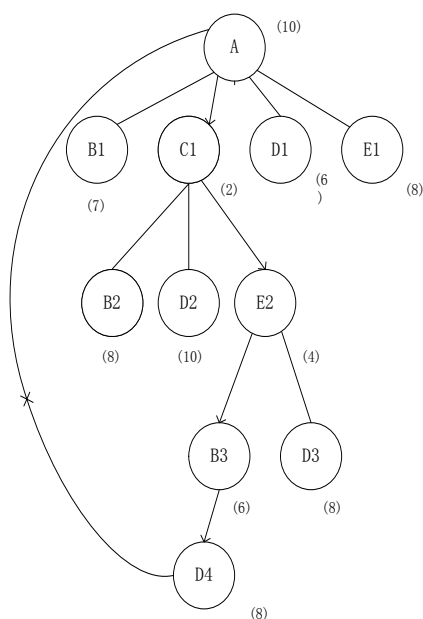 A
(10)
B1
C1
D1
E1
(7)
(2)
(6
)
(8)
B2
D2
E2
(8)
(10)
(4)
B3
D3
(6)
(8)
D4
(8)